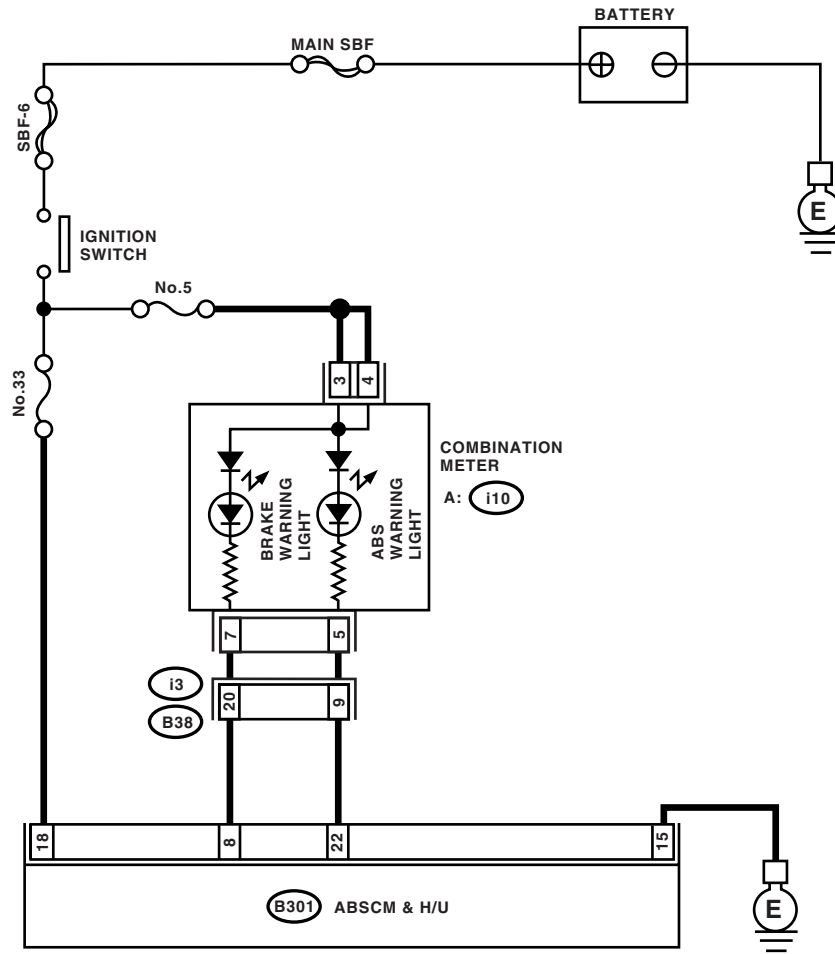 BATTERY
MAIN SBF
SBF-6
E
IGNITION
SWITCH
No.5
No.33
3
4
COMBINATION
METER
A: i10
BRAKE
WARNING
LIGHT
ABS
WARNING
LIGHT
7
5
i3
20
9
B38
18
8
22
15
B301 ABSCM & H/U
E